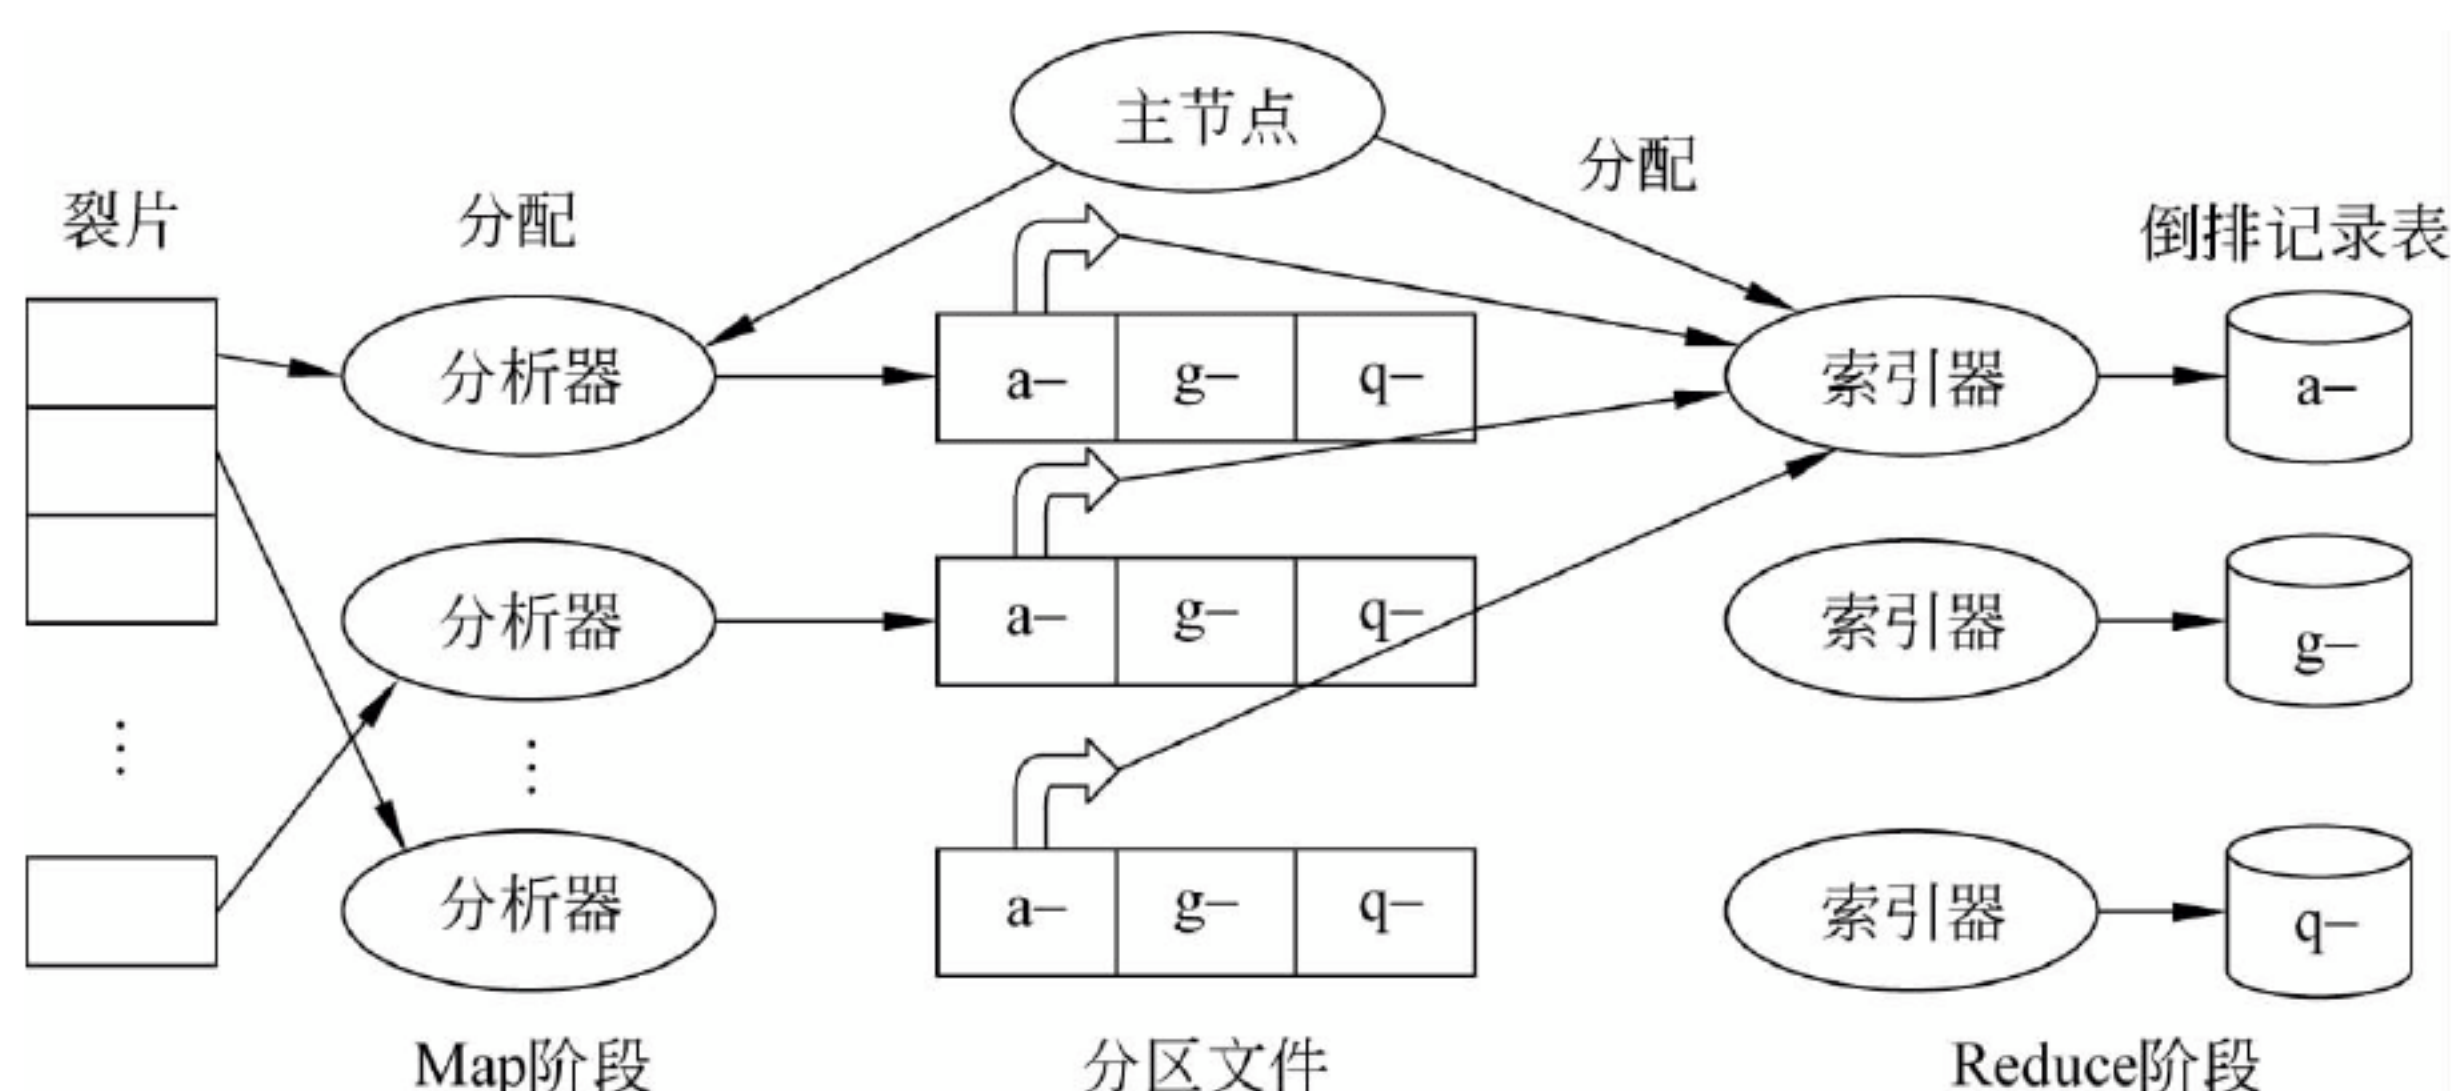 主节点
分配
裂片
分配
倒排记录表
分析器
a– g– q–
索引器
a–
分析器
a– g– q–
索引器
g–
分析器
a– g– q–
索引器
q–
Map阶段
分区文件
Reduce阶段